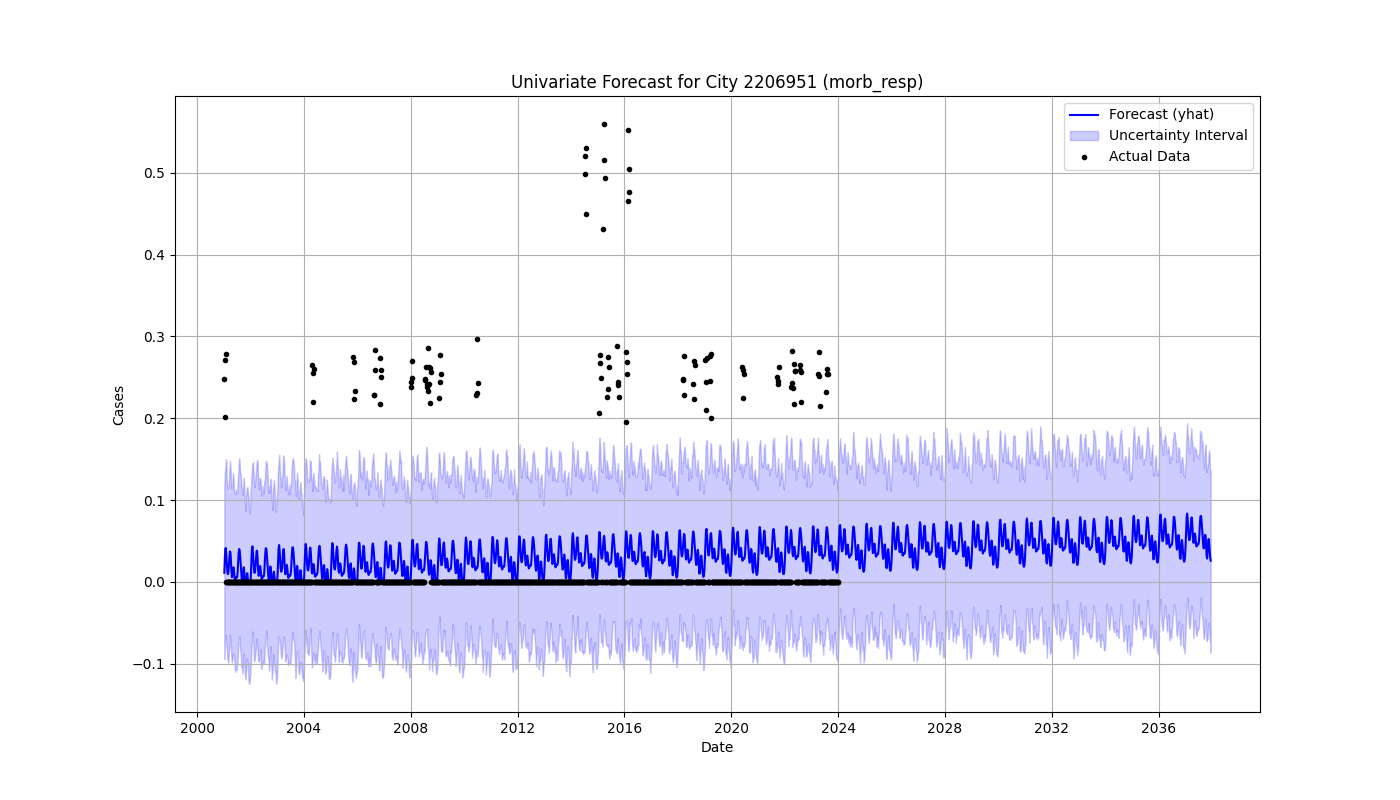 Univariate Forecast for City 2206951 (morb_resp)
Forecast (yhat)
Uncertainty Interval
Actual Data
Cases
0.5
0.4
0.3
0.2
0.1
0.0
−0.1
2000 2004 2008 2012 2016 2020 2024 2028 2032 2036
Date